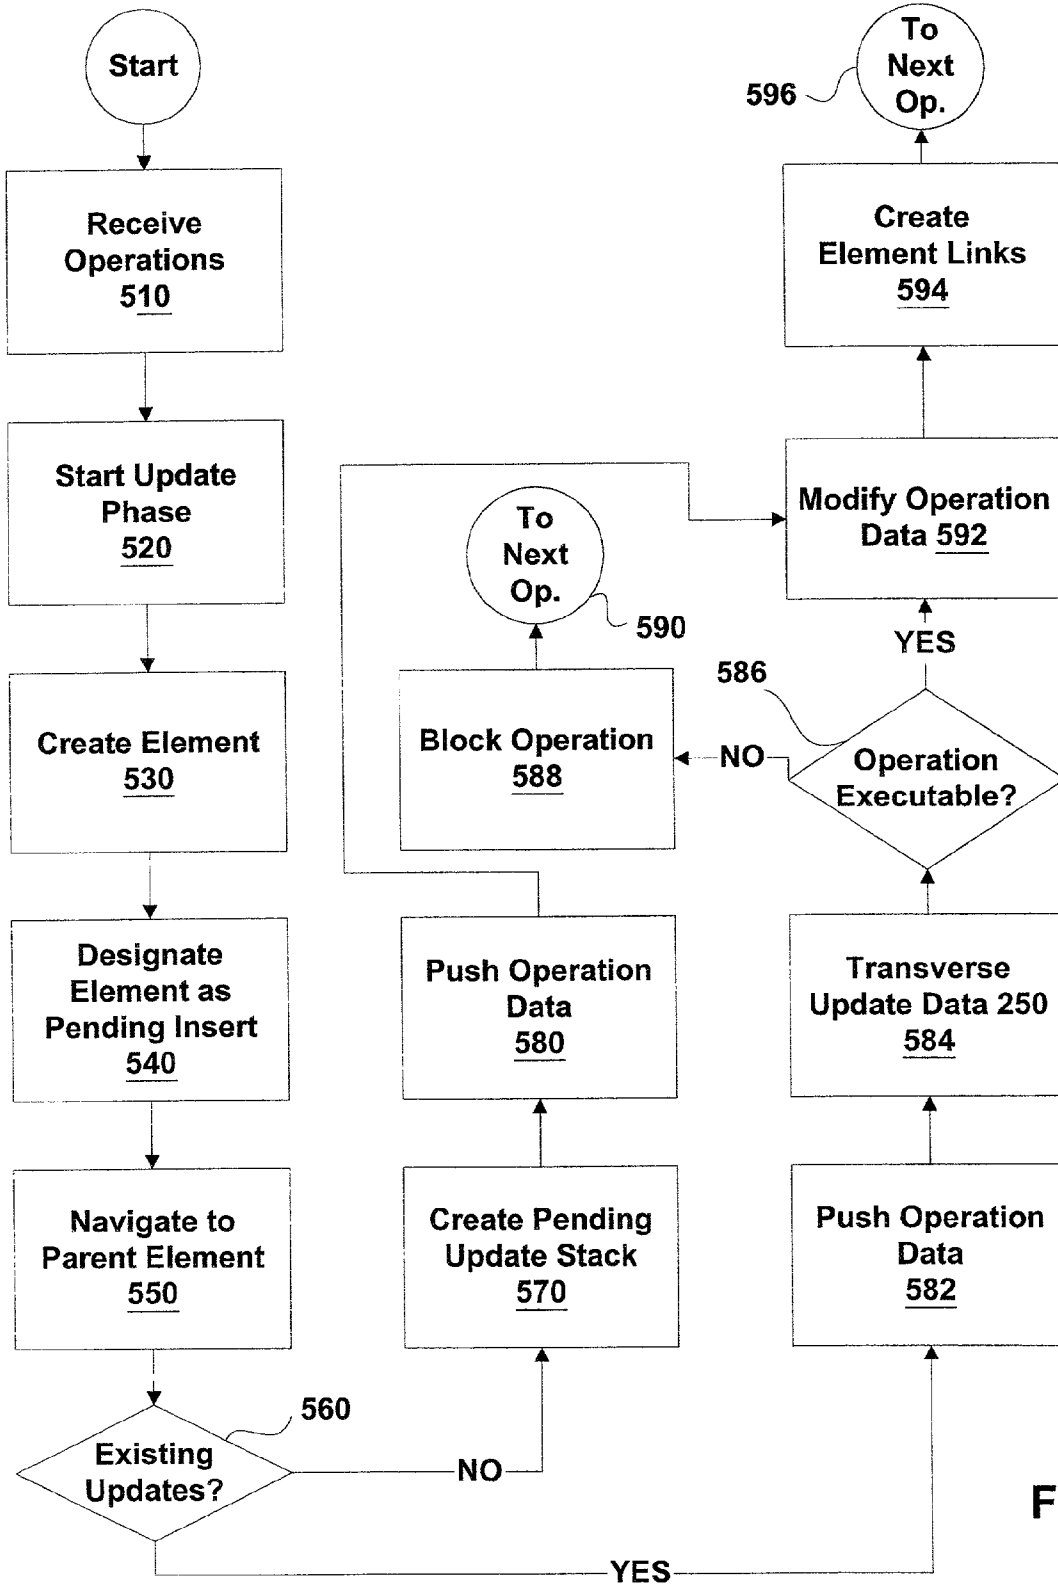 Start
Receive
Operations
510
Start Update
Phase
520
Create Element
530
Designate
Element as
Pending Insert
540
Navigate to
Parent Element
550
560
Existing
Updates?
NO
YES
Create Pending
Update Stack
570
Push Operation
Data
580
Push Operation
Data
582
Transverse
Update Data 250
584
586
Operation
Executable?
NO
Block Operation
588
To
Next
Op.
590
YES
Modify Operation
Data 592
Create
Element Links
594
To
Next
Op.
596
F